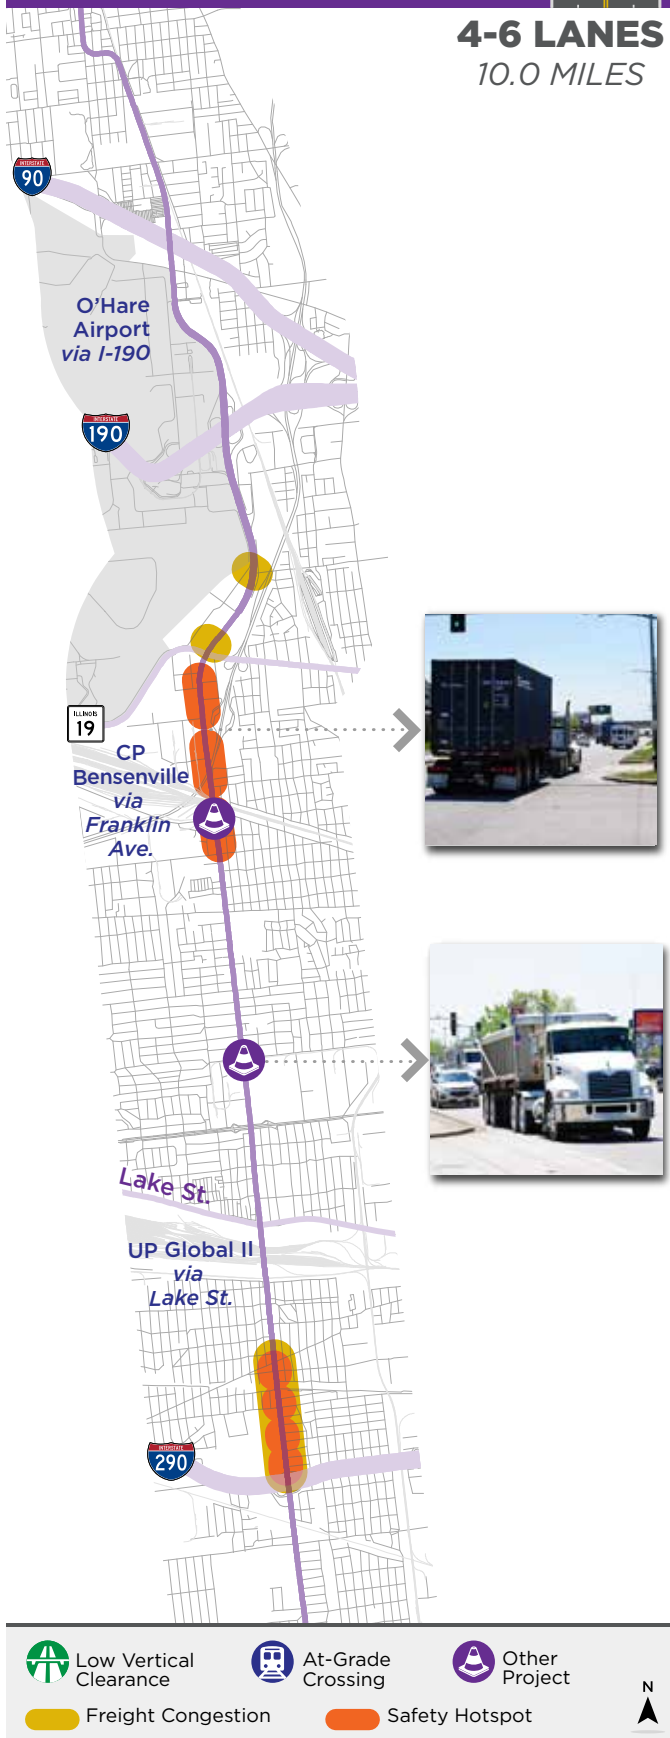 4-6 LANES
10.0 MILES
INTERSTATE
90
O'Hare
Airport
via I-190
INTERSTATE
190
ILLINOIS
19
CP
Bensenville
via
Franklin
Ave.
Lake St.
UP Global II
via
Lake St.
INTERSTATE
290
Low Vertical
Clearance
At-Grade
Crossing
Other
Project
Freight Congestion
Safety Hotspot
N